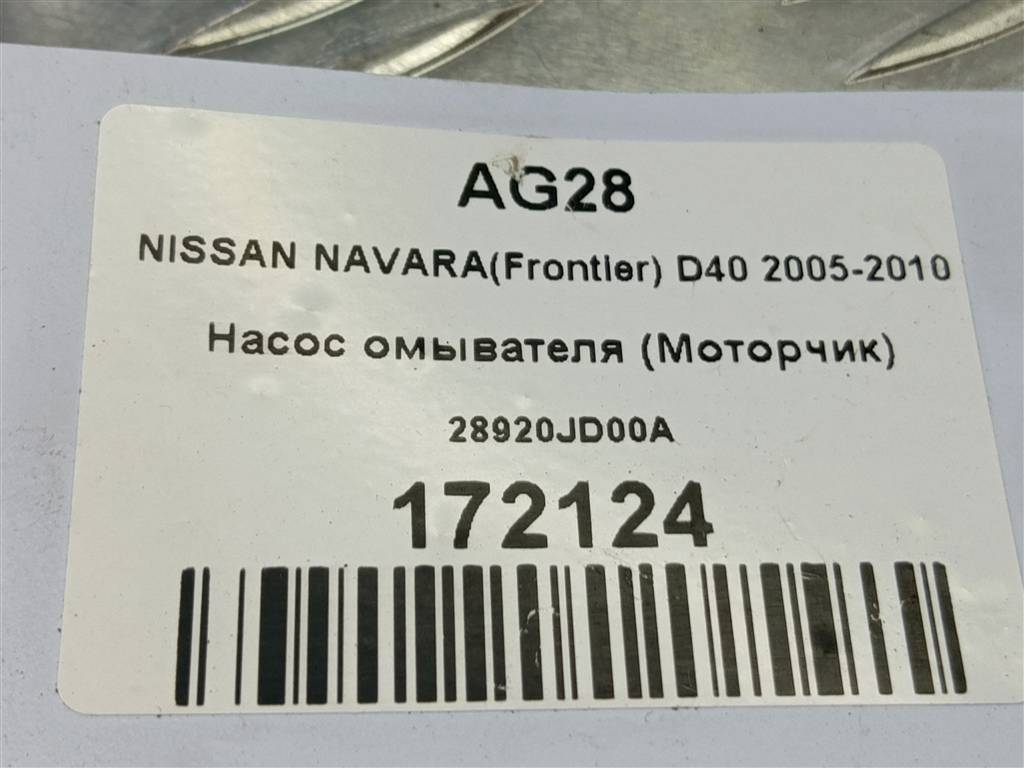 AG28
NISSAN NAVARA(Frontier) D40 2005-2010
Насос омывателя (Моторчик)
28920JD00A
172124